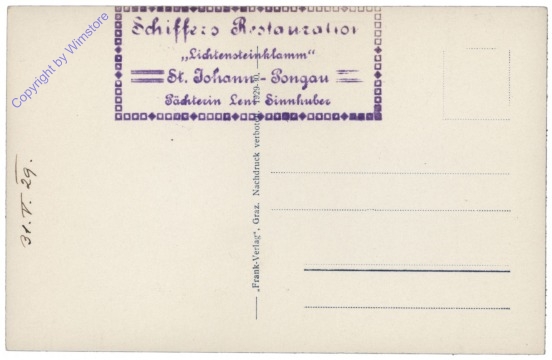 Copyright by Wimstore
Schiffers Restauration
„Lichtensteinklamm“
St. Johann - Pongau
Pächterin Leni Sinnhuber
31. V. 29.
„Frank-Verlag“, Graz. Nachdruck verboten